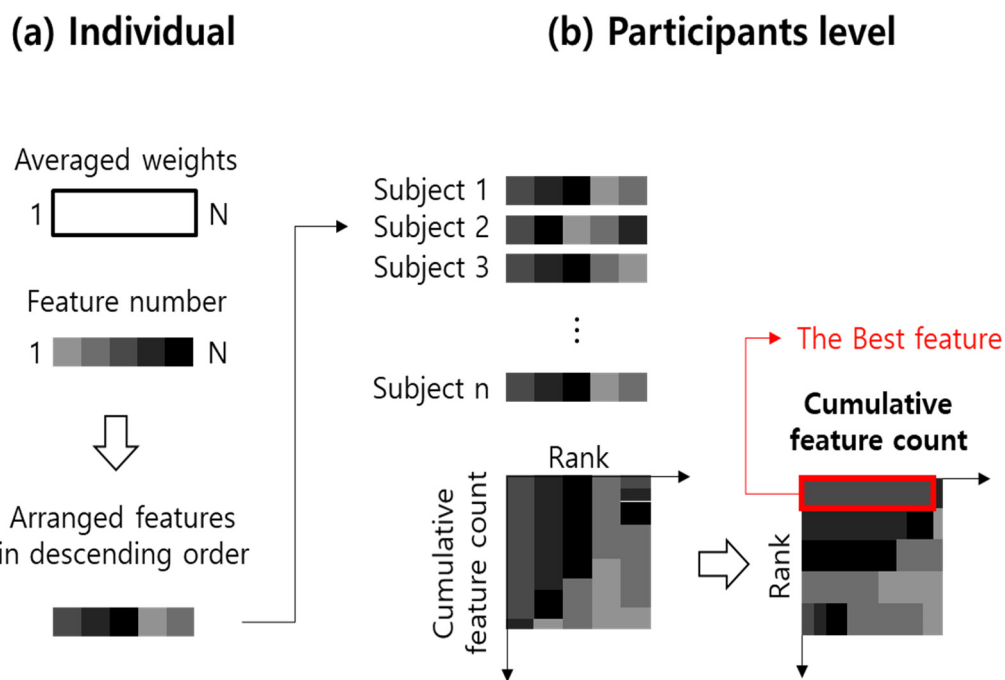 (a) Individual
Averaged weights
1 N
Feature number
1 N
Arranged features
in descending order
(b) Participants level
Subject 1
Subject 2
Subject 3
⋮
Subject n
Rank
Cumulative
feature count
The Best feature
Cumulative
feature count
Rank